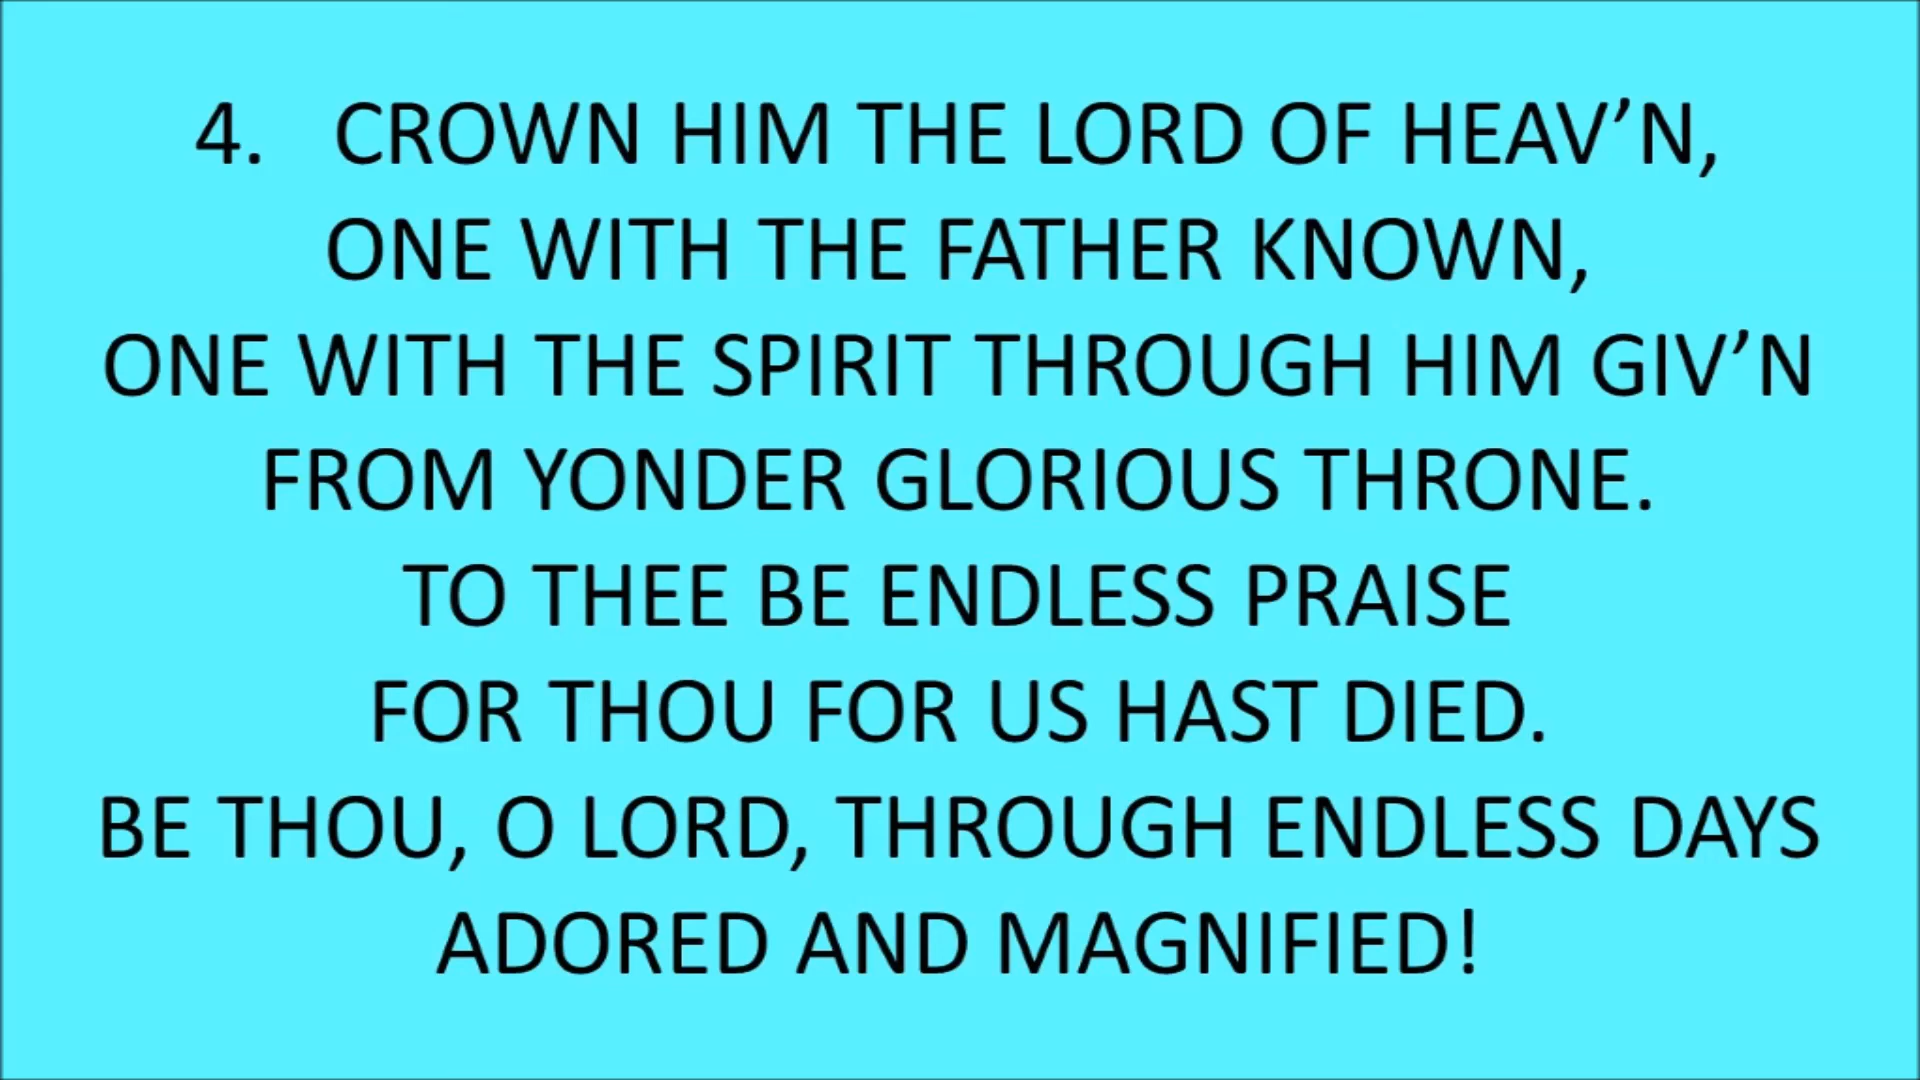 4. CROWN HIM THE LORD OF HEAV’N,
ONE WITH THE FATHER KNOWN,
ONE WITH THE SPIRIT THROUGH HIM GIV’N
FROM YONDER GLORIOUS THRONE.
TO THEE BE ENDLESS PRAISE
FOR THOU FOR US HAST DIED.
BE THOU, O LORD, THROUGH ENDLESS DAYS
ADORED AND MAGNIFIED!